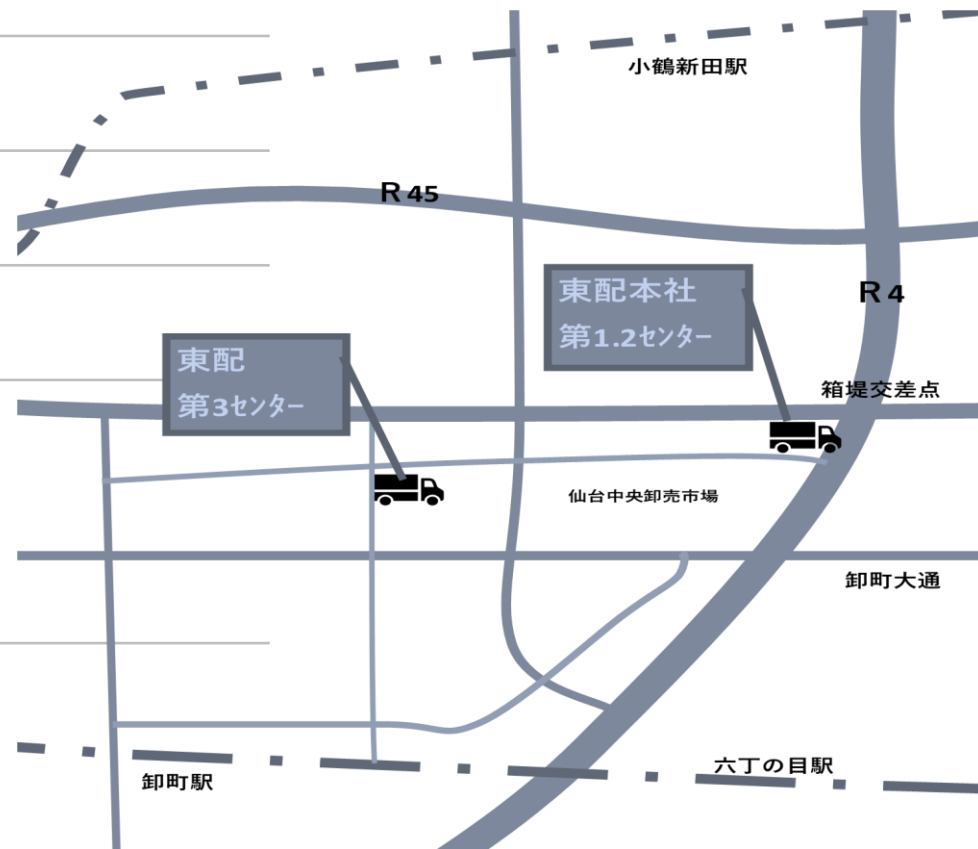 小鶴新田駅
R 45
東配本社
第1.2センター
R 4
東配
第3センター
箱堤交差点
仙台中央卸売市場
卸町大通
六丁の目駅
卸町駅